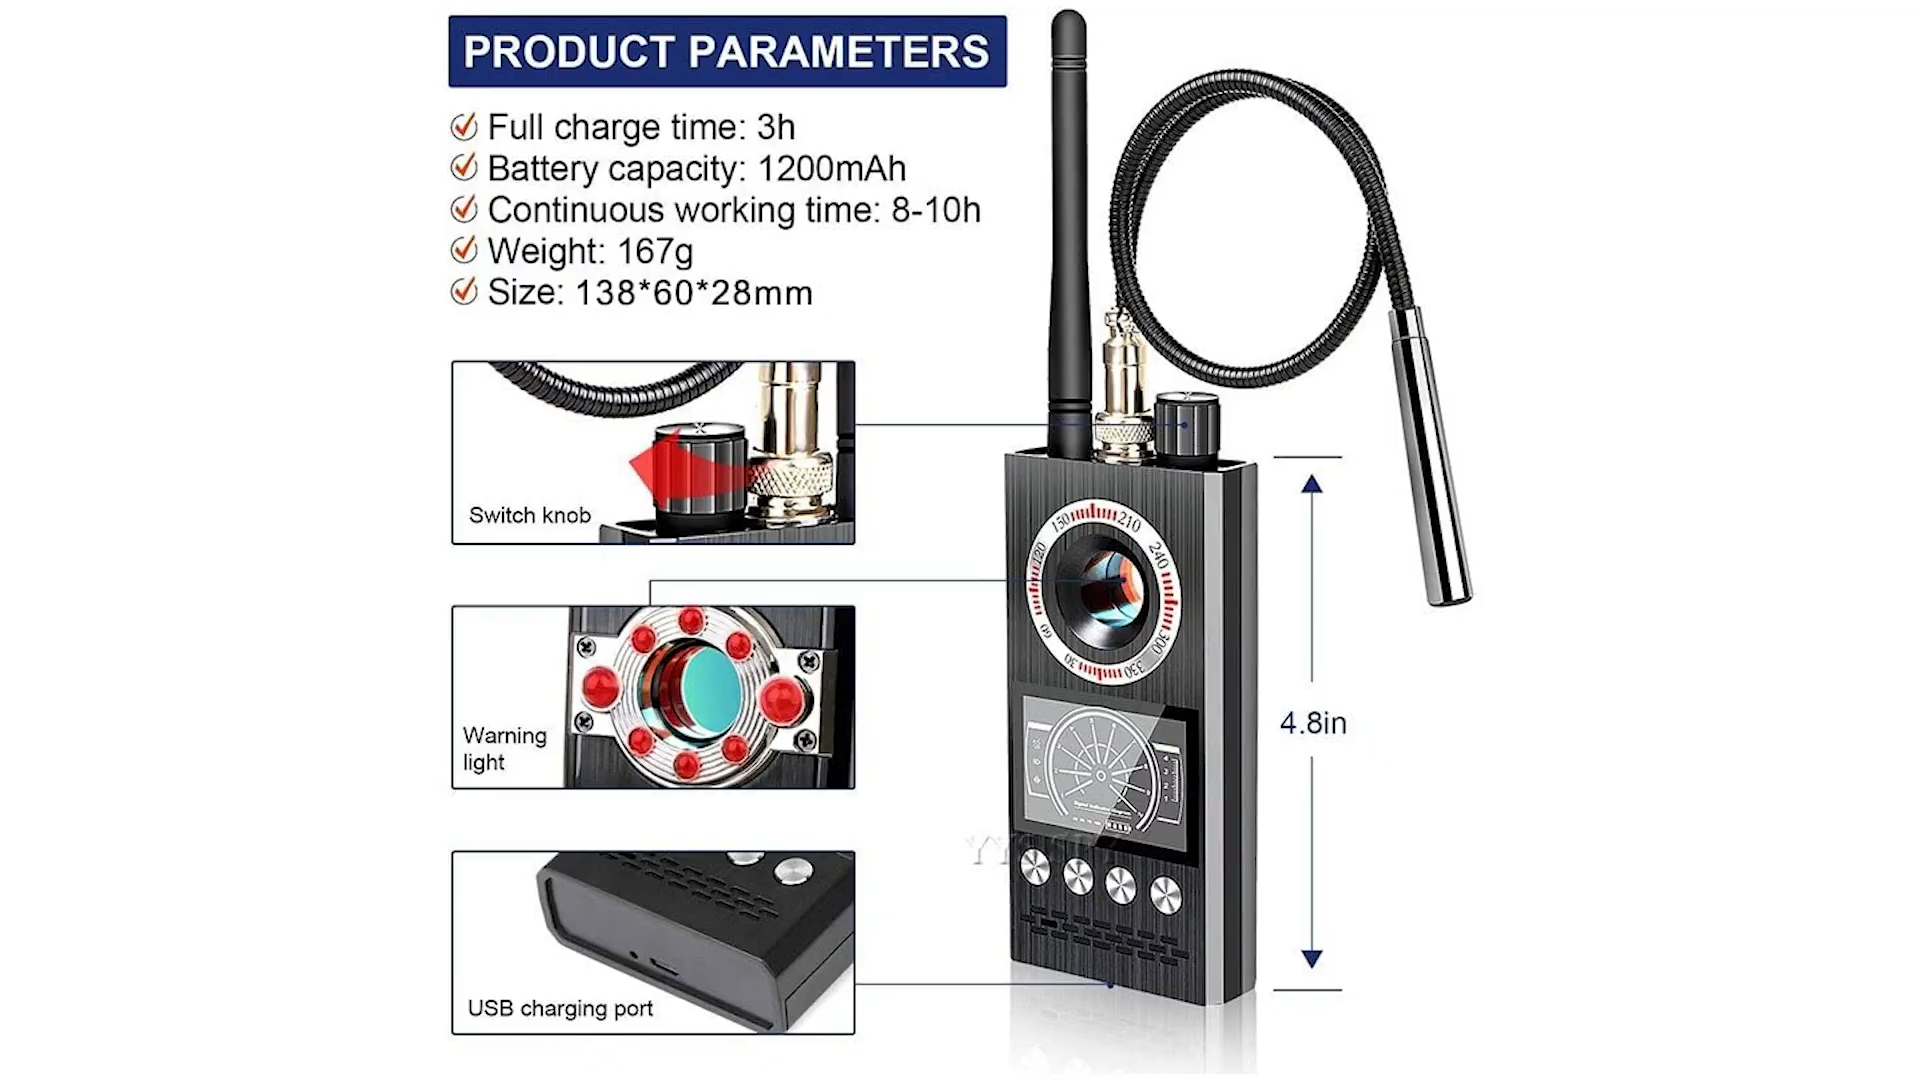 PRODUCT PARAMETERS
Full charge time: 3h
Battery capacity: 1200mAh
Continuous working time: 8-10h
Weight: 167g
Size: 138*60*28mm
Switch knob
Warning
light
USB charging port
4.8in
150
210
120
240
60
300
30
330